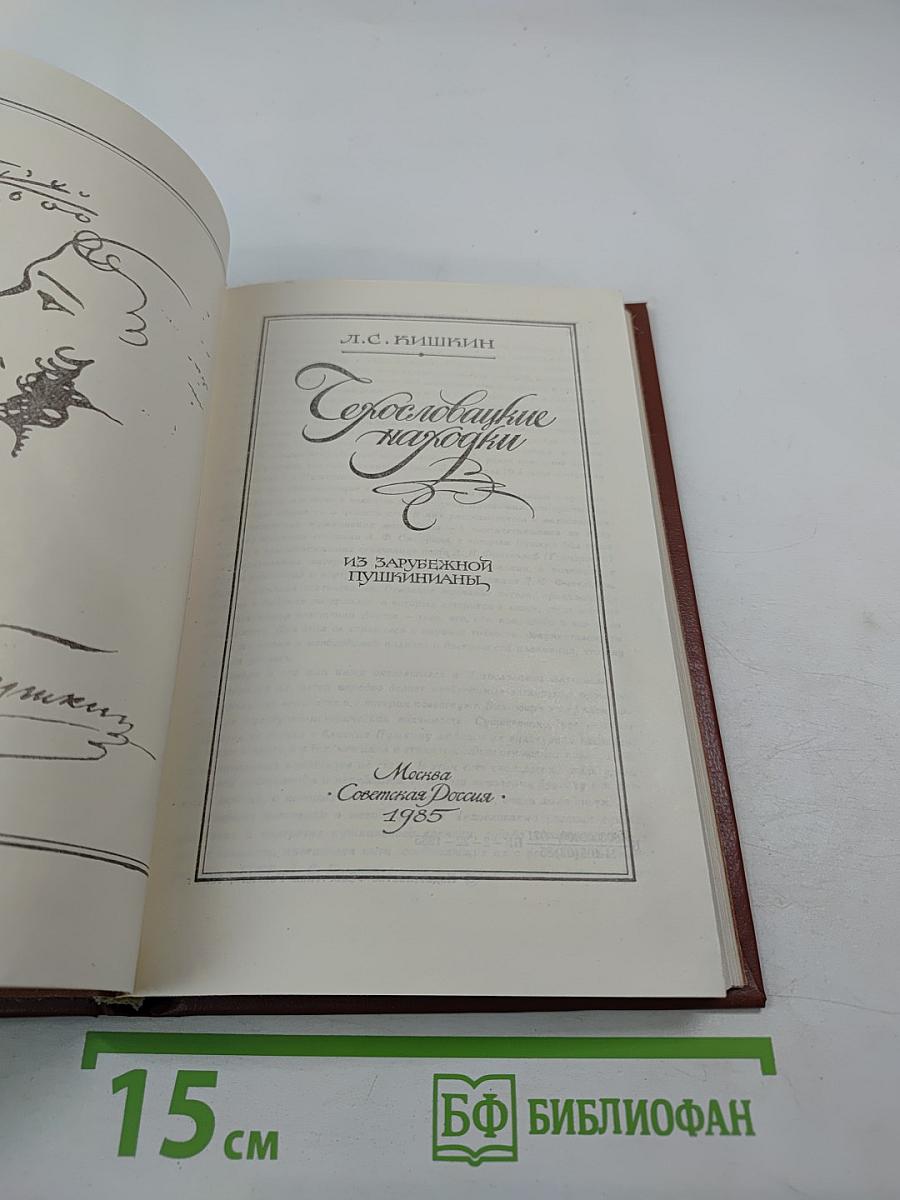 Л.С. КИШКИН
Чехословацкие
находки
ИЗ ЗАРУБЕЖНОЙ
ПУШКИНИАНЫ
Москва
· Советская Россия ·
1985
15 см
БФ БИБЛИОФАН